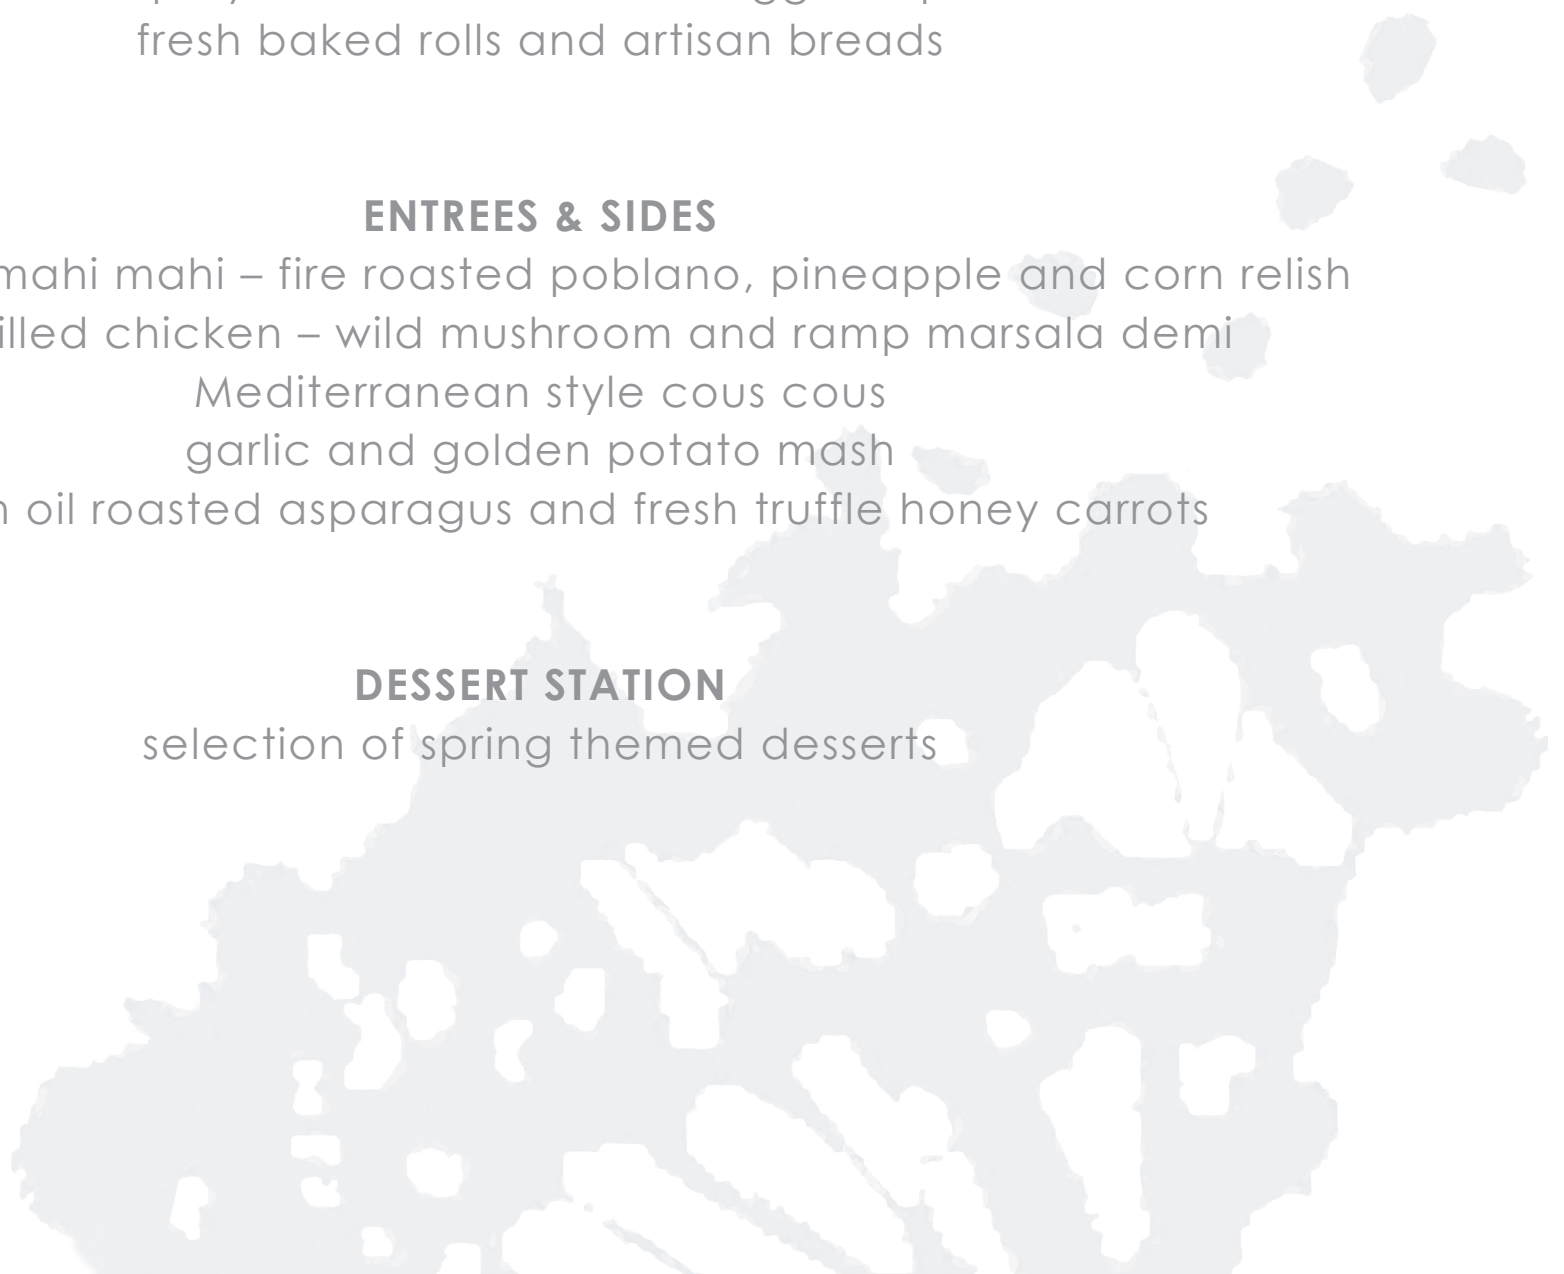 fresh baked rolls and artisan breads
ENTREES & SIDES
mahi mahi – fire roasted poblano, pineapple and corn relish
chicken – wild mushroom and ramp marsala demi
Mediterranean style cous cous
garlic and golden potato mash
oil roasted asparagus and fresh truffle honey carrots
DESSERT STATION
selection of spring themed desserts